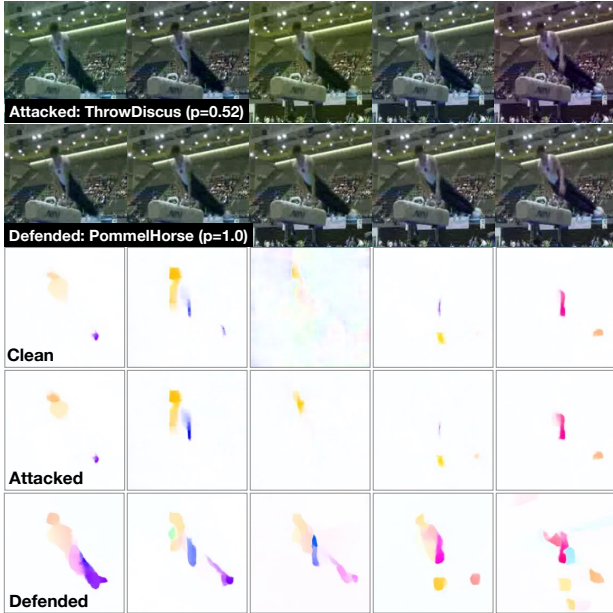 Attacked: ThrowDiscus (p=0.52)
Defended: PommelHorse (p=1.0)
Clean
Attacked
Defended